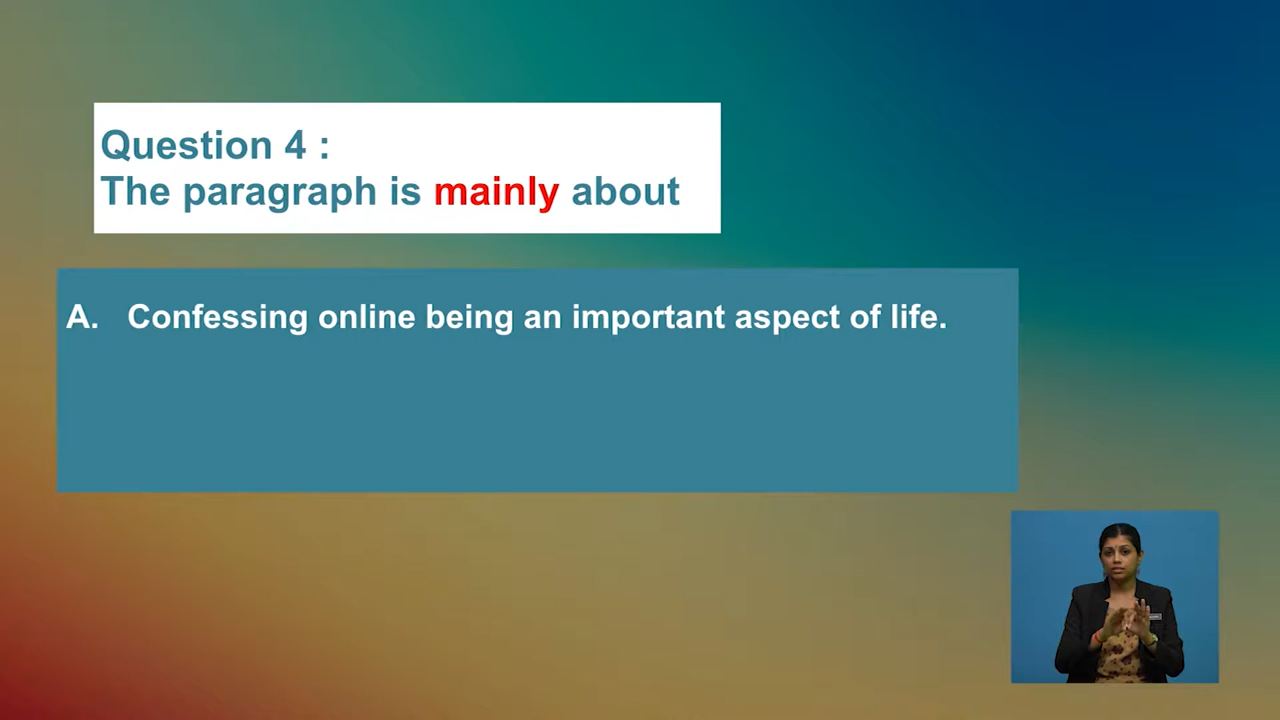 Question 4 :
The paragraph is mainly about
A. Confessing online being an important aspect of life.